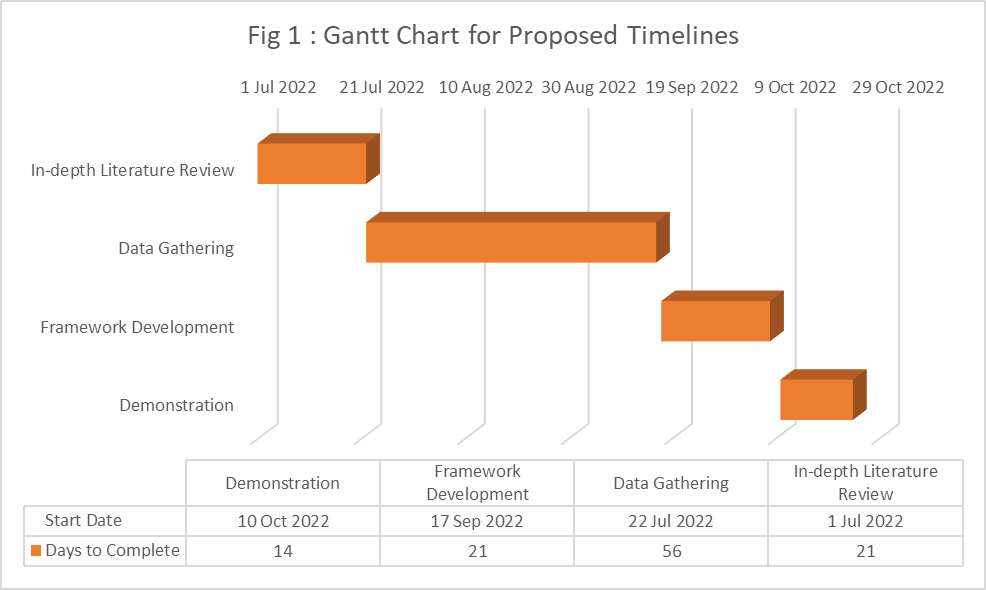 Fig 1 : Gantt Chart for Proposed Timelines
1 Jul 2022 21 Jul 2022 10 Aug 2022 30 Aug 2022 19 Sep 2022 9 Oct 2022 29 Oct 2022
In-depth Literature Review
Data Gathering
Framework Development
Demonstration
Demonstration Framework Development Data Gathering In-depth Literature Review
Start Date 10 Oct 2022 17 Sep 2022 22 Jul 2022 1 Jul 2022
Days to Complete 14 21 56 21